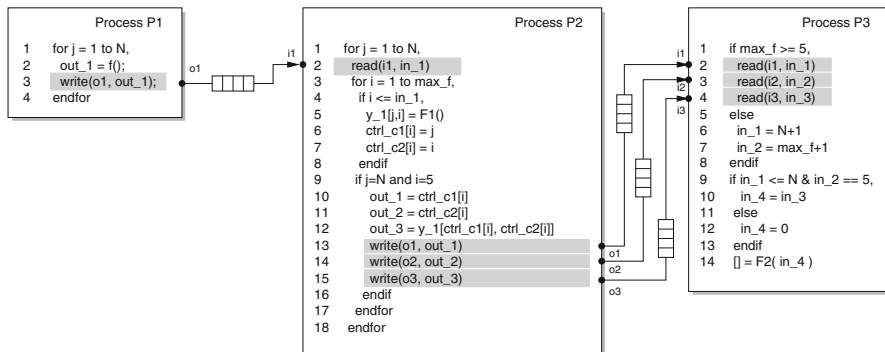 Process P1
1 for j = 1 to N,
2 out_1 = f();
3 write(o1, out_1);
4 endfor
o1
i1
Process P2
1 for j = 1 to N,
2 read(i1, in_1)
3 for i = 1 to max_f,
4 if i <= in_1,
5 y_1[j,i] = F1()
6 ctrl_c1[i] = j
7 ctrl_c2[i] = i
8 endif
9 if j=N and i=5
10 out_1 = ctrl_c1[i]
11 out_2 = ctrl_c2[i]
12 out_3 = y_1[ctrl_c1[i], ctrl_c2[i]]
13 write(o1, out_1)
14 write(o2, out_2)
15 write(o3, out_3)
16 endif
17 endfor
18 endfor
o1
o2
o3
i1
i2
i3
Process P3
1 if max_f >= 5,
2 read(i1, in_1)
3 read(i2, in_2)
4 read(i3, in_3)
5 else
6 in_1 = N+1
7 in_2 = max_f+1
8 endif
9 if in_1 <= N & in_2 == 5,
10 in_4 = in_3
11 else
12 in_4 = 0
13 endif
14 [] = F2( in_4 )